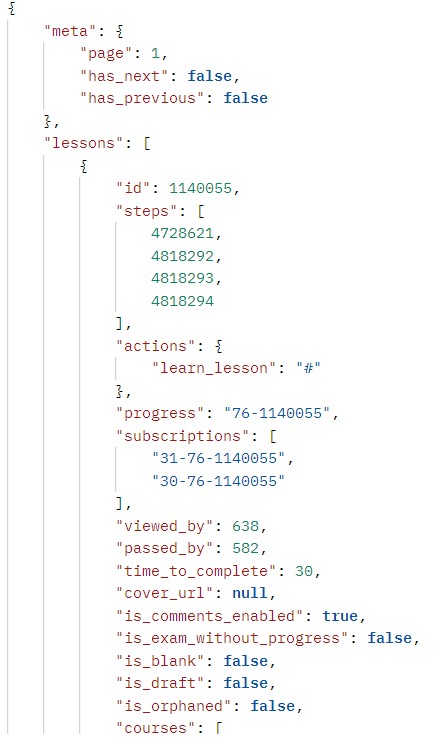 {
"meta": {
"page": 1,
"has_next": false,
"has_previous": false
},
"lessons": [
{
"id": 1140055,
"steps": [
4728621,
4818292,
4818293,
4818294
],
"actions": {
"learn_lesson": "#"
},
"progress": "76-1140055",
"subscriptions": [
"31-76-1140055",
"30-76-1140055"
],
"viewed_by": 638,
"passed_by": 582,
"time_to_complete": 30,
"cover_url": null,
"is_comments_enabled": true,
"is_exam_without_progress": false,
"is_blank": false,
"is_draft": false,
"is_orphaned": false,
"courses": [